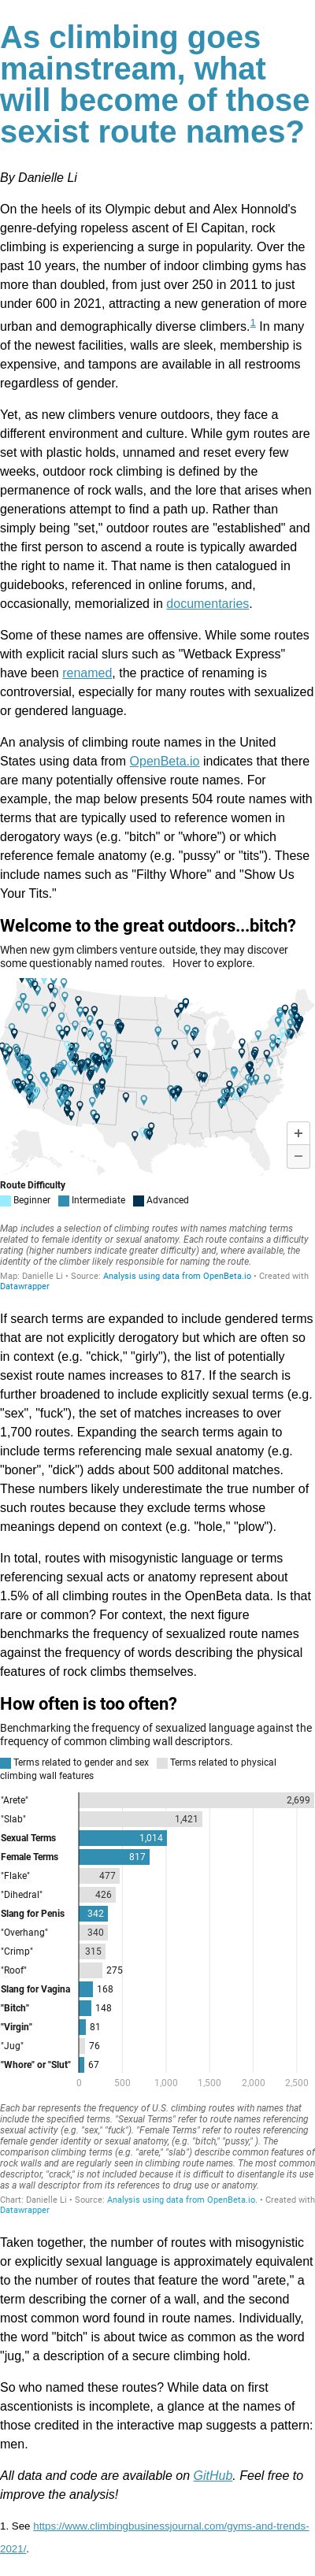 As climbing goes
mainstream, what
will become of those
sexist route names?
By Danielle Li
On the heels of its Olympic debut and Alex Honnold's
genre-defying ropeless ascent of El Capitan, rock
climbing is experiencing a surge in popularity. Over the
past 10 years, the number of indoor climbing gyms has
more than doubled, from just over 250 in 2011 to just
under 600 in 2021, attracting a new generation of more
urban and demographically diverse climbers.1 In many
of the newest facilities, walls are sleek, membership is
expensive, and tampons are available in all restrooms
regardless of gender.
Yet, as new climbers venture outdoors, they face a
different environment and culture. While gym routes are
set with plastic holds, unnamed and reset every few
weeks, outdoor rock climbing is defined by the
permanence of rock walls, and the lore that arises when
generations attempt to find a path up. Rather than
simply being "set," outdoor routes are "established" and
the first person to ascend a route is typically awarded
the right to name it. That name is then catalogued in
guidebooks, referenced in online forums, and,
occasionally, memorialized in documentaries.
Some of these names are offensive. While some routes
with explicit racial slurs such as "Wetback Express"
have been renamed, the practice of renaming is
controversial, especially for many routes with sexualized
or gendered language.
An analysis of climbing route names in the United
States using data from OpenBeta.io indicates that there
are many potentially offensive route names. For
example, the map below presents 504 route names with
terms that are typically used to reference women in
derogatory ways (e.g. "bitch" or "whore") or which
reference female anatomy (e.g. "pussy" or "tits"). These
include names such as "Filthy Whore" and "Show Us
Your Tits."
Welcome to the great outdoors...bitch?
When new gym climbers venture outside, they may discover
some questionably named routes. Hover to explore.
+
−
Route Difficulty
Beginner Intermediate Advanced
Map includes a selection of climbing routes with names matching terms
related to female identity or sexual anatomy. Each route contains a difficulty
rating (higher numbers indicate greater difficulty) and, where available, the
identity of the climber likely responsible for naming the route.
Map: Danielle Li • Source: Analysis using data from OpenBeta.io • Created with
Datawrapper
If search terms are expanded to include gendered terms
that are not explicitly derogatory but which are often so
in context (e.g. "chick," "girly"), the list of potentially
sexist route names increases to 817. If the search is
further broadened to include explicitly sexual terms (e.g.
"sex", "fuck"), the set of matches increases to over
1,700 routes. Expanding the search terms again to
include terms referencing male sexual anatomy (e.g.
"boner", "dick") adds about 500 additonal matches.
These numbers likely underestimate the true number of
such routes because they exclude terms whose
meanings depend on context (e.g. "hole," "plow").
In total, routes with misogynistic language or terms
referencing sexual acts or anatomy represent about
1.5% of all climbing routes in the OpenBeta data. Is that
rare or common? For context, the next figure
benchmarks the frequency of sexualized route names
against the frequency of words describing the physical
features of rock climbs themselves.
How often is too often?
Benchmarking the frequency of sexualized language against the
frequency of common climbing wall descriptors.
Terms related to gender and sex Terms related to physical
climbing wall features
"Arete" 2,699
"Slab" 1,421
Sexual Terms 1,014
Female Terms 817
"Flake" 477
"Dihedral" 426
Slang for Penis 342
"Overhang" 340
"Crimp" 315
"Roof" 275
Slang for Vagina 168
"Bitch" 148
"Virgin" 81
"Jug" 76
"Whore" or "Slut" 67
0 500 1,000 1,500 2,000 2,500
Each bar represents the frequency of U.S. climbing routes with names that
include the specified terms. "Sexual Terms" refer to route names referencing
sexual activity (e.g. "sex," "fuck"). "Female Terms" refer to routes referencing
female gender identity or sexual anatomy, (e.g. "bitch," "pussy," ). The
comparison climbing terms (e.g. "arete," "slab") describe common features of
rock walls and are regularly seen in climbing route names. The most common
descriptor, "crack," is not included because it is difficult to disentangle its use
as a wall descriptor from its references to drug use or anatomy.
Chart: Danielle Li • Source: Analysis using data from OpenBeta.io. • Created with
Datawrapper
Taken together, the number of routes with misogynistic
or explicitly sexual language is approximately equivalent
to the number of routes that feature the word "arete," a
term describing the corner of a wall, and the second
most common word found in route names. Individually,
the word "bitch" is about twice as common as the word
"jug," a description of a secure climbing hold.
So who named these routes? While data on first
ascentionists is incomplete, a glance at the names of
those credited in the interactive map suggests a pattern:
men.
All data and code are available on GitHub. Feel free to
improve the analysis!
1. See https://www.climbingbusinessjournal.com/gyms-and-trends-
2021/.